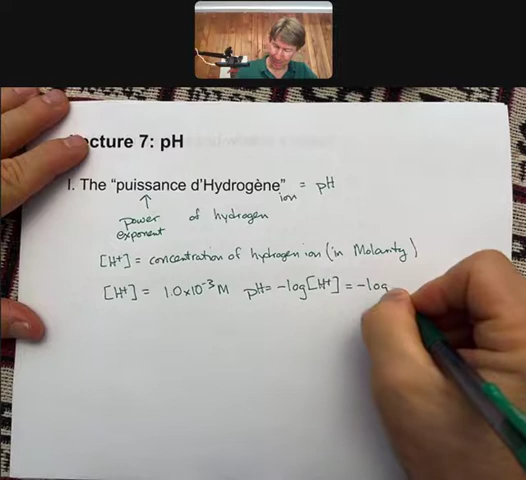 ecture 7: pH
I. The “puissance d’Hydrogène” = pH
ion
↑
power of hydrogen
exponent
[H⁺] = concentration of hydrogen ion (in Molarity)
[H⁺] = 1.0×10⁻³ M pH = -log[H⁺] = -log